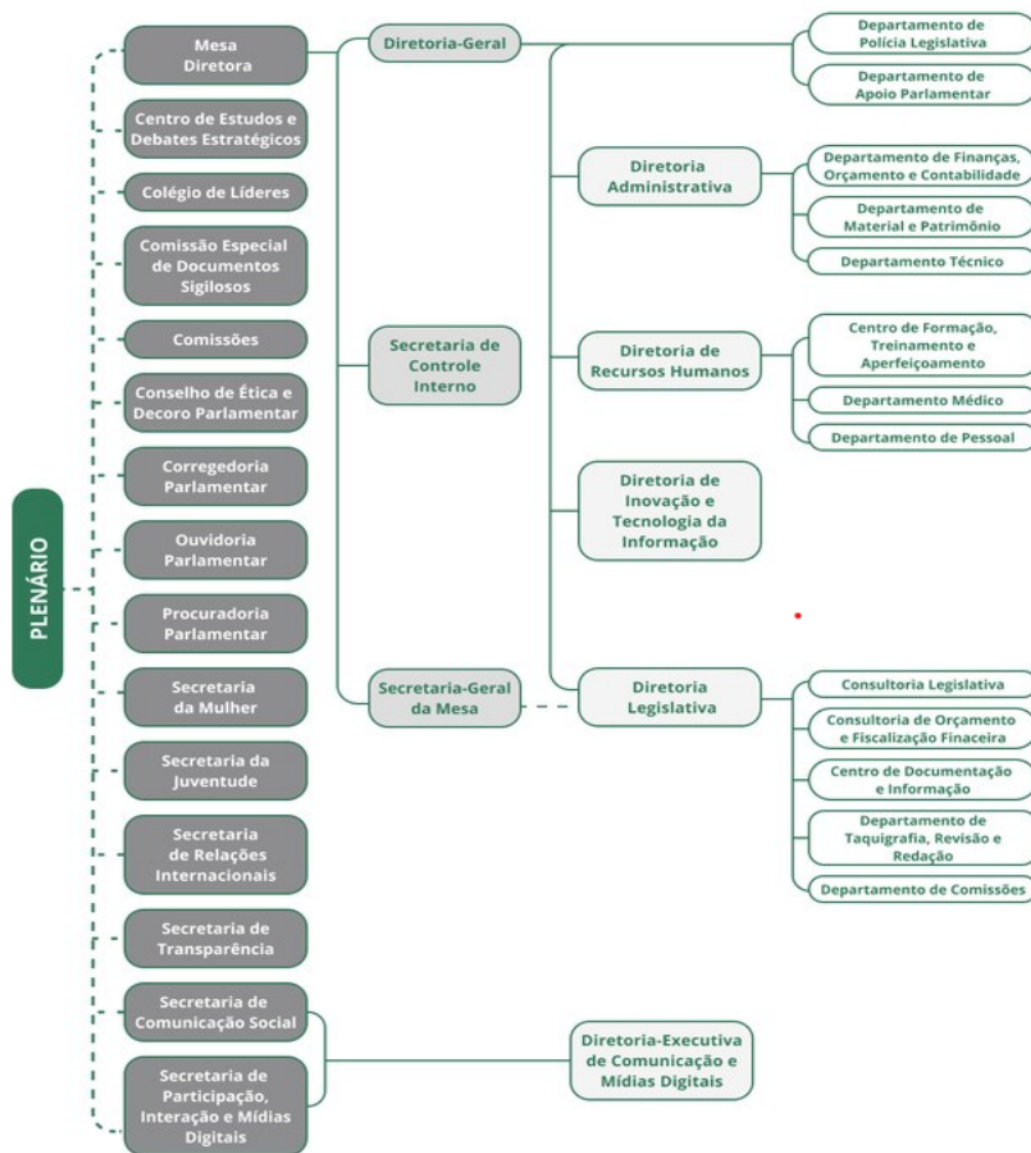 PLENÁRIO
Mesa
Diretora
Centro de Estudos e
Debates Estratégicos
Colégio de Líderes
Comissão Especial
de Documentos
Sigilosos
Comissões
Conselho de Ética e
Decoro Parlamentar
Corregedoria
Parlamentar
Ouvidoria
Parlamentar
Procuradoria
Parlamentar
Secretaria
da Mulher
Secretaria da
Juventude
Secretaria
de Relações
Internacionais
Secretaria de
Transparência
Secretaria de
Comunicação Social
Secretaria de
Participação,
Interação e Mídias
Digitais
Diretoria-Geral
Secretaria de
Controle
Interno
Secretaria-Geral
da Mesa
Diretoria
Administrativa
Diretoria de
Recursos Humanos
Diretoria de
Inovação e
Tecnologia da
Informação
Diretoria
Legislativa
Diretoria-Executiva
de Comunicação e
Mídias Digitais
Departamento de
Polícia Legislativa
Departamento de
Apoio Parlamentar
Departamento de Finanças,
Orçamento e Contabilidade
Departamento de
Material e Patrimônio
Departamento Técnico
Centro de Formação,
Treinamento e
Aperfeiçoamento
Departamento Médico
Departamento de Pessoal
Consultoria Legislativa
Consultoria de Orçamento
e Fiscalização Finaceira
Centro de Documentação
e Informação
Departamento de
Taquigrafia, Revisão e
Redação
Departamento de Comissões